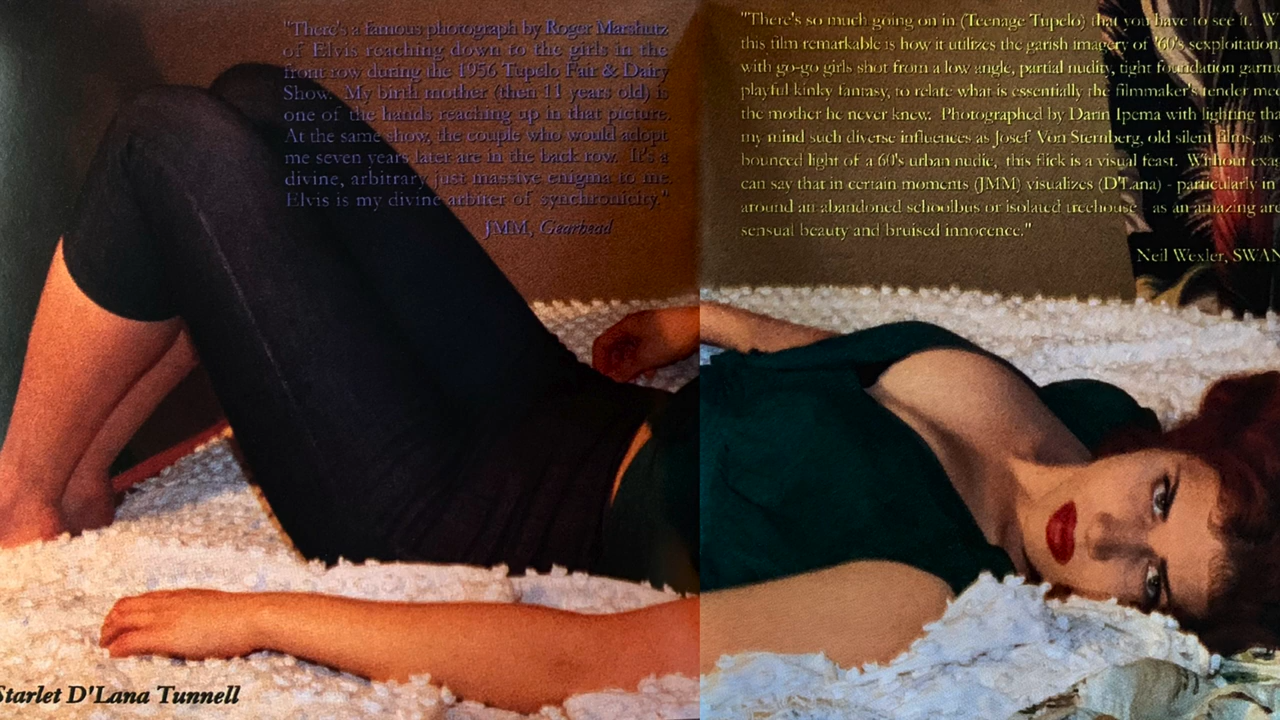 "There's a famous photograph by Roger Marshutz
of Elvis reaching down to the girls in the
front row during the 1956 Tupelo Fair & Dairy
Show. My birth mother (then 11 years old) is
one of the hands reaching up in that picture.
At the same show, the couple who would adopt
me seven years later are in the back row. It's a
divine, arbitrary just massive enigma to me.
Elvis is my divine arbiter of synchronicity."
JMM, Gearhead
"There's so much going on in (Teenage Tupelo) that you have to see it.
this film remarkable is how it utilizes the garish imagery of '60's sexploitation
with go-go girls shot from a low angle, partial nudity, tight foundation
playful kinky fantasy, to relate what is essentially the filmmaker's tender
the mother he never knew. Photographed by Darin Ipema with lighting
my mind such diverse influences as Josef Von Sternberg, old silent films, as
bounced light of a 60's urban nudie, this flick is a visual feast. Without
can say that in certain moments (JMM) visualizes (D'Lana) - particularly in
around an abandoned schoolbus or isolated treehouse - as an amazing
sensual beauty and bruised innocence."
Neil Wexler,
Starlet D'Lana Tunnell